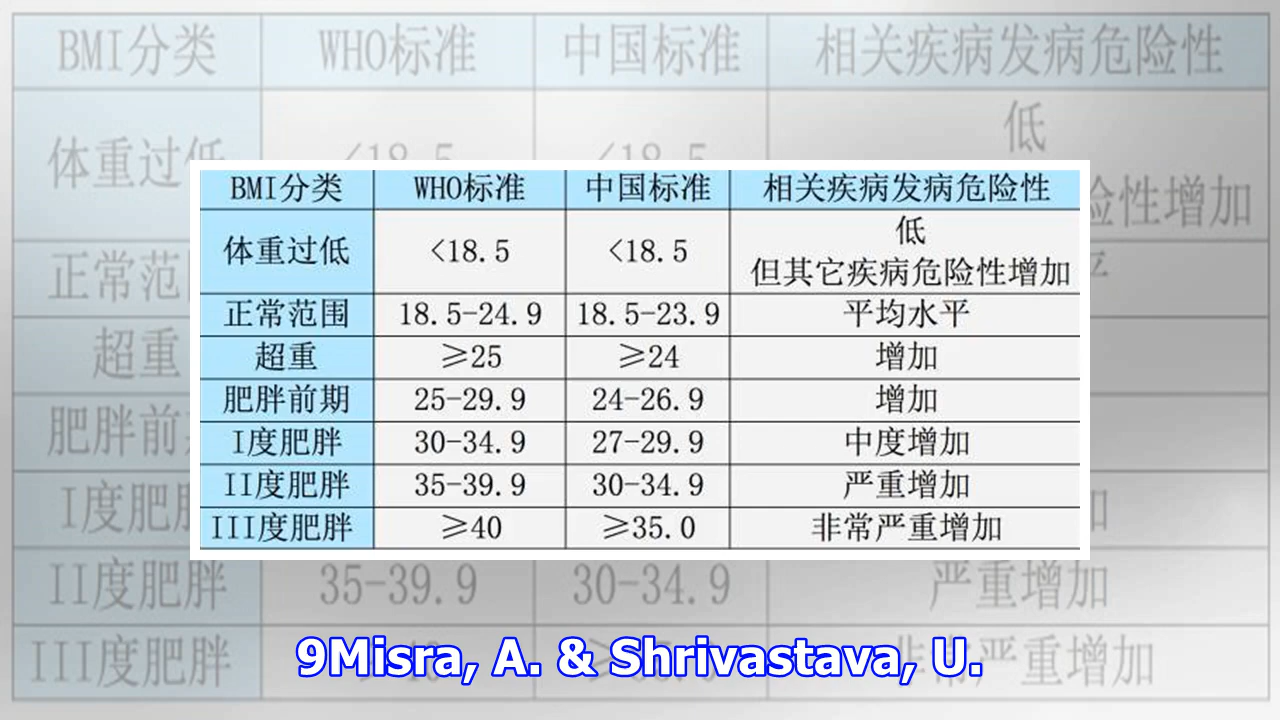 BMI分类 WHO标准 中国标准 相关疾病发病危险性
体重过低 <18.5 <18.5 低
但其它疾病危险性增加
正常范围 18.5-24.9 18.5-23.9 平均水平
超重 ≥25 ≥24 增加
肥胖前期 25-29.9 24-26.9 增加
I度肥胖 30-34.9 27-29.9 中度增加
II度肥胖 35-39.9 30-34.9 严重增加
III度肥胖 ≥40 ≥35.0 非常严重增加
9Misra, A. & Shrivastava, U.